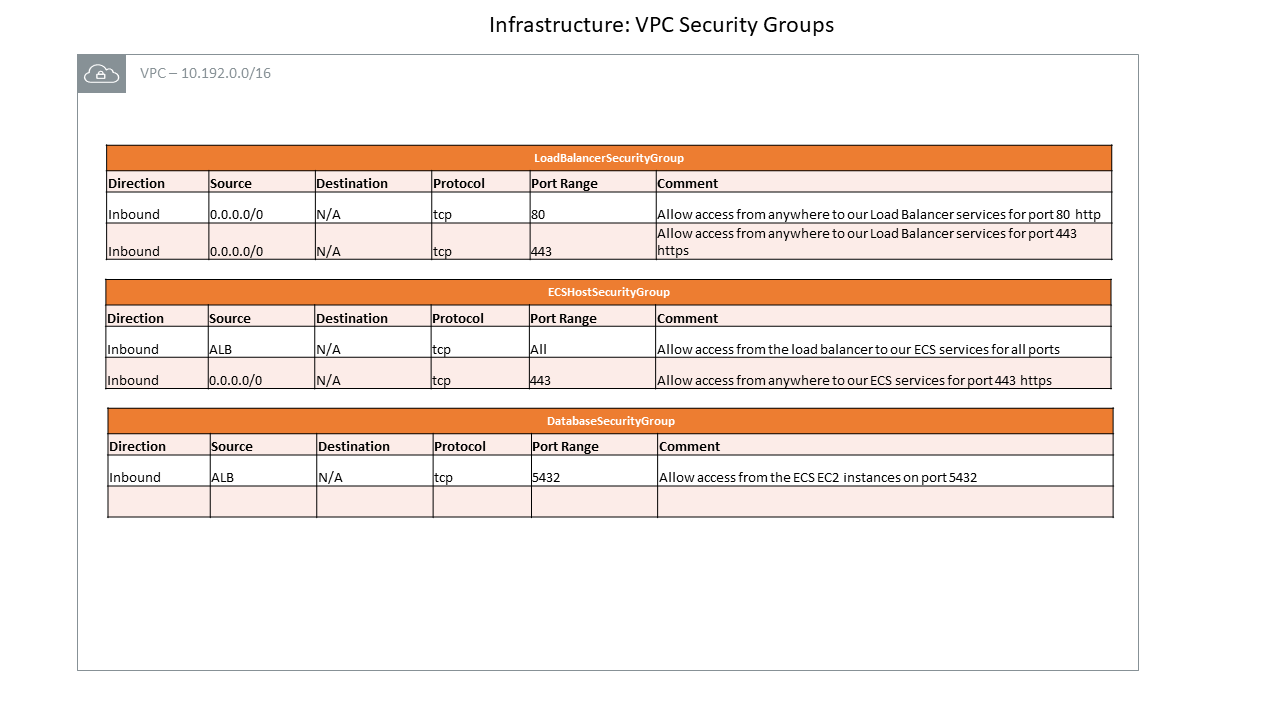 Infrastructure: VPC Security Groups
VPC – 10.192.0.0/16
LoadBalancerSecurityGroup
Direction Source Destination Protocol Port Range Comment
Inbound 0.0.0.0/0 N/A tcp 80 Allow access from anywhere to our Load Balancer services for port 80 http
Inbound 0.0.0.0/0 N/A tcp 443 Allow access from anywhere to our Load Balancer services for port 443
https
ECSHostSecurityGroup
Direction Source Destination Protocol Port Range Comment
Inbound ALB N/A tcp All Allow access from the load balancer to our ECS services for all ports
Inbound 0.0.0.0/0 N/A tcp 443 Allow access from anywhere to our ECS services for port 443 https
DatabaseSecurityGroup
Direction Source Destination Protocol Port Range Comment
Inbound ALB N/A tcp 5432 Allow access from the ECS EC2 instances on port 5432